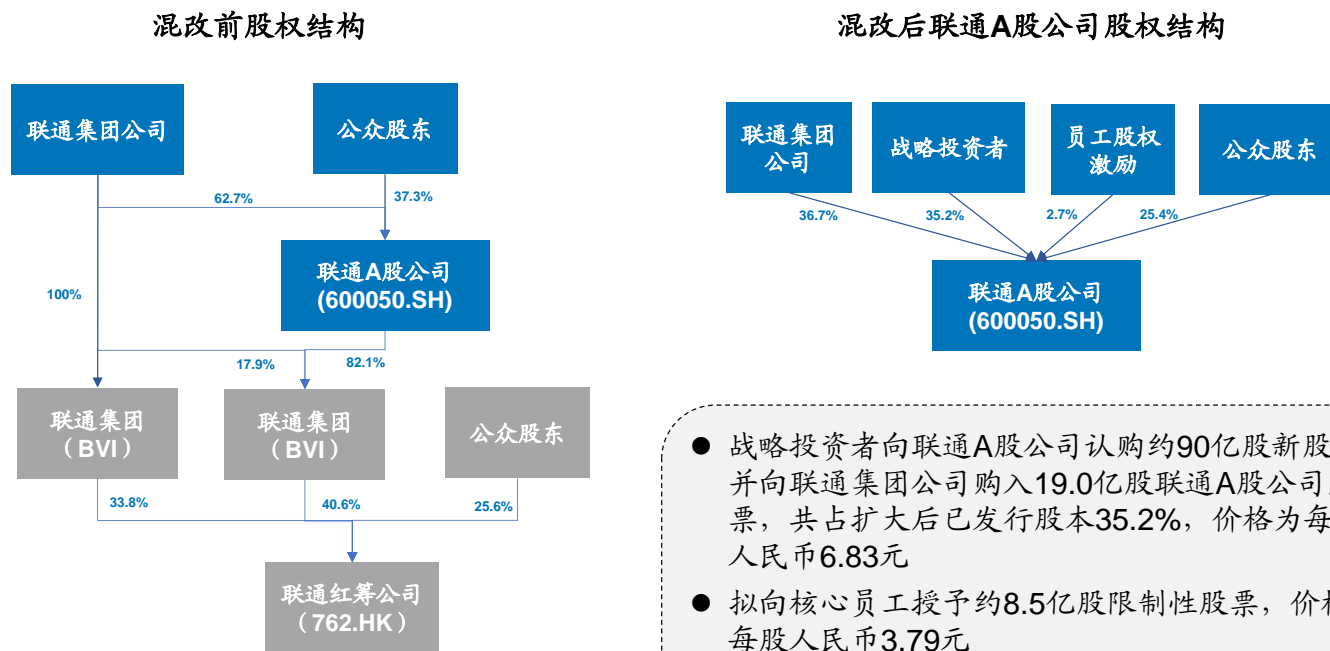 混改前股权结构
联通集团公司
公众股东
62.7%
37.3%
联通A股公司
(600050.SH)
100%
17.9%
82.1%
联通集团
（BVI）
联通集团
（BVI）
公众股东
33.8%
40.6%
25.6%
联通红筹公司
（762.HK）
混改后联通A股公司股权结构
联通集团
公司
战略投资者
员工股权
激励
公众股东
36.7%
35.2%
2.7%
25.4%
联通A股公司
(600050.SH)
● 战略投资者向联通A股公司认购约90亿股新股
并向联通集团公司购入19.0亿股联通A股公司
票，共占扩大后已发行股本35.2%，价格为每
人民币6.83元
● 拟向核心员工授予约8.5亿股限制性股票，价
每股人民币3.79元